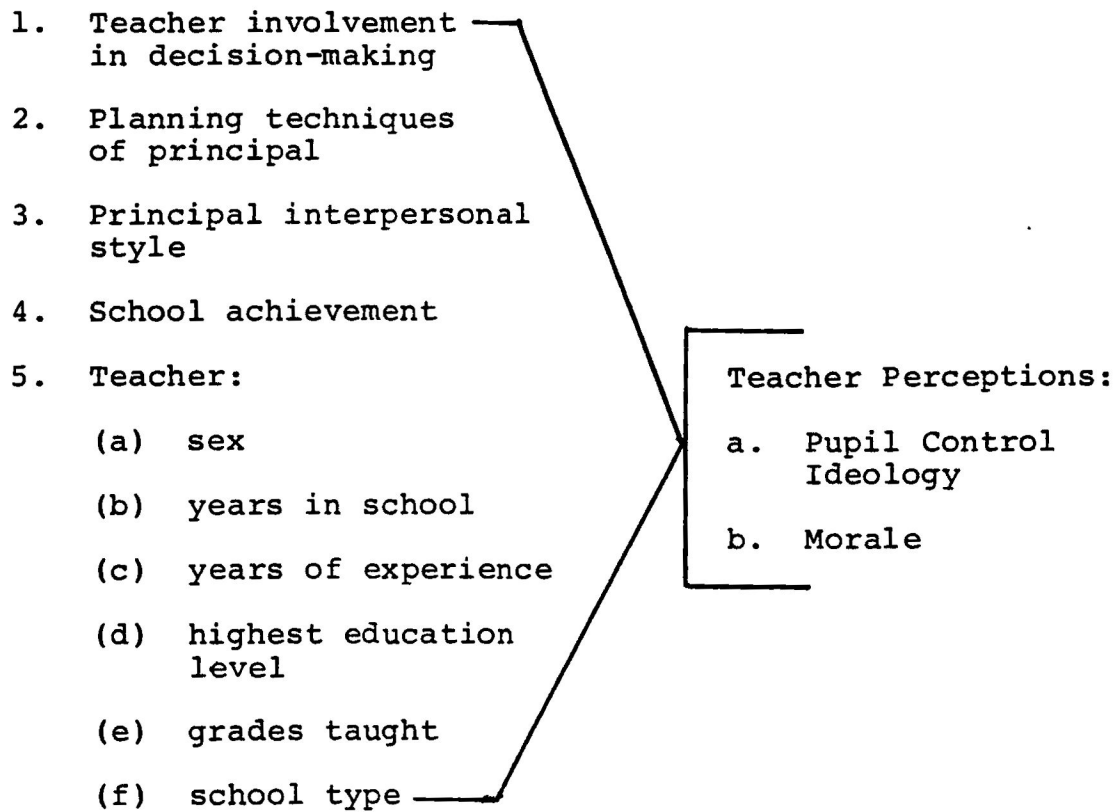 1. Teacher involvement
in decision-making
2. Planning techniques
of principal
3. Principal interpersonal
style
4. School achievement
5. Teacher:
(a) sex
(b) years in school
(c) years of experience
(d) highest education
level
(e) grades taught
(f) school type
Teacher Perceptions:
a. Pupil Control
Ideology
b. Morale